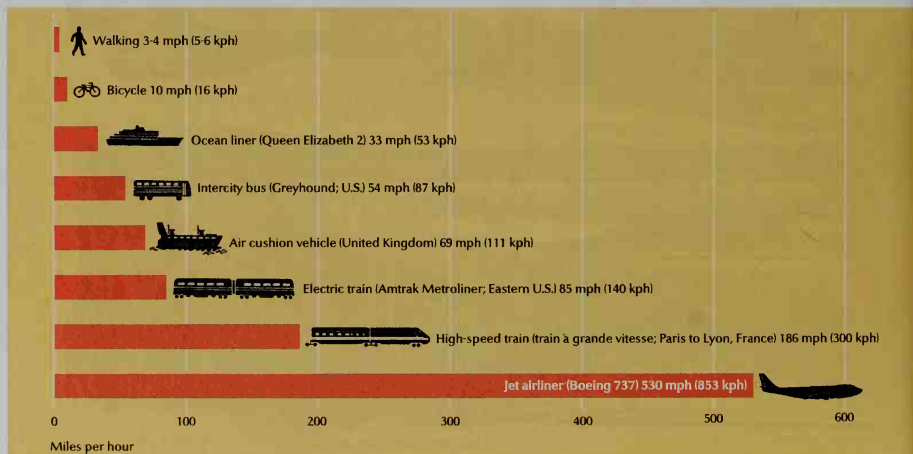 Walking 3-4 mph (5-6 kph)
Bicycle 10 mph (16 kph)
Ocean liner (Queen Elizabeth 2) 33 mph (53 kph)
Intercity bus (Greyhound; U.S.) 54 mph (87 kph)
Air cushion vehicle (United Kingdom) 69 mph (111 kph)
Electric train (Amtrak Metroliner; Eastern U.S.) 85 mph (140 kph)
High-speed train (train à grande vitesse; Paris to Lyon, France) 186 mph (300 kph)
Jet airliner (Boeing 737) 530 mph (853 kph)
0 100 200 300 400 500 600
Miles per hour